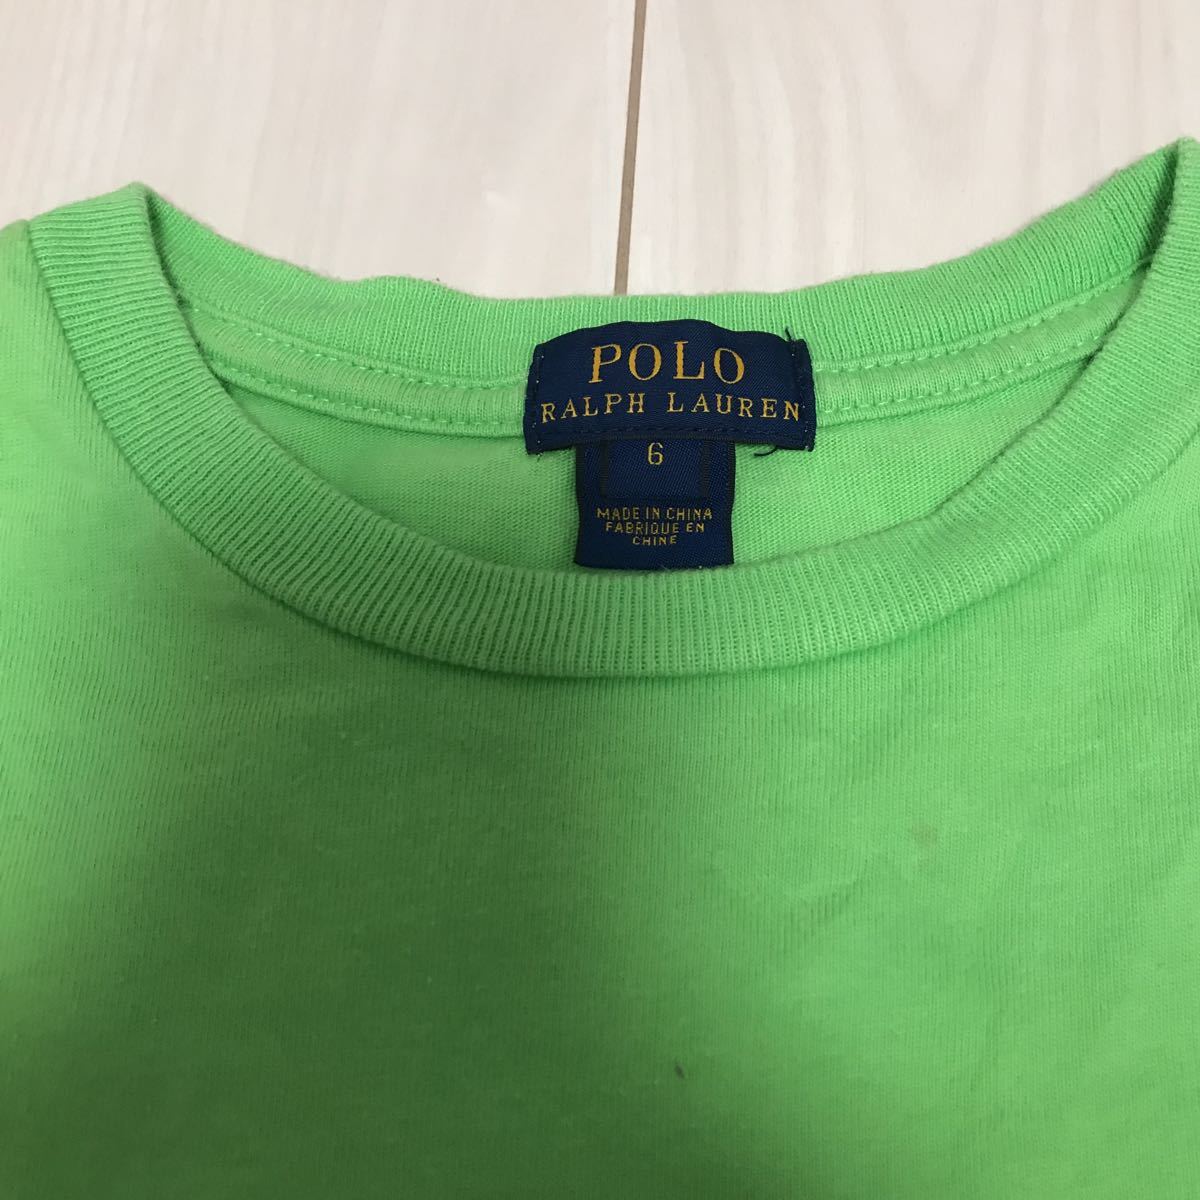 POLO
RALPH LAUREN
6
MADE IN CHINA
FABRIQUE EN
CHINE